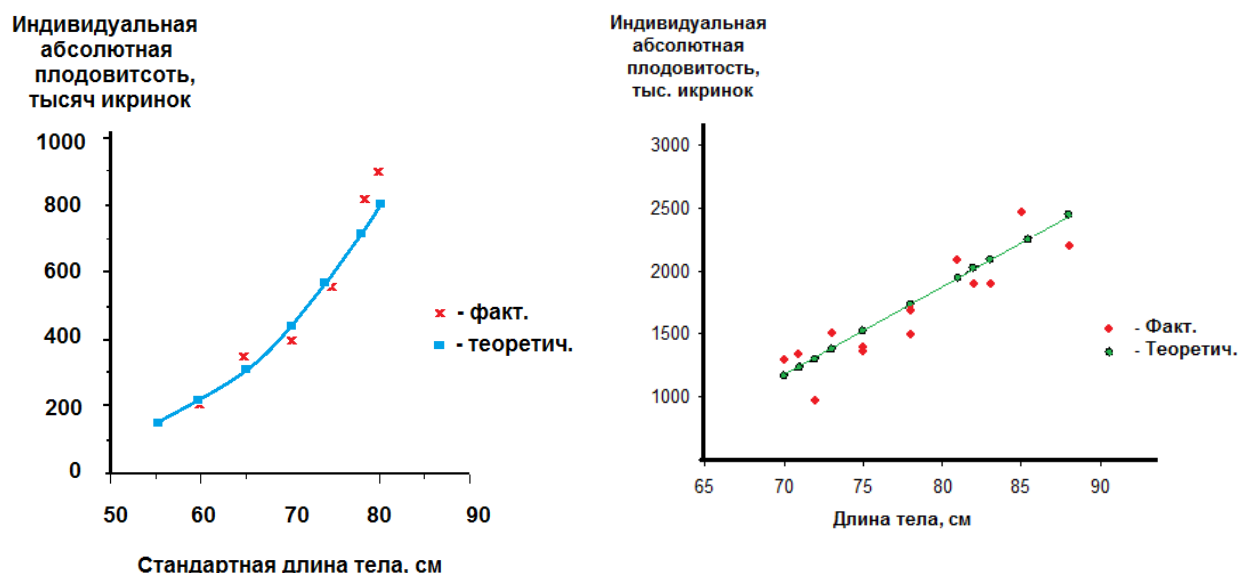 Индивидуальная
абсолютная
плодовитсоть,
тысяч икринок
1000
800
600
400
200
0
50 60 70 80 90
Стандартная длина тела, см
- факт.
- теоретич.
Индивидуальная
абсолютная
плодовитость,
тыс. икринок
3000
2500
2000
1500
1000
65 70 75 80 85 90
Длина тела, см
- Факт.
- Теоретич.